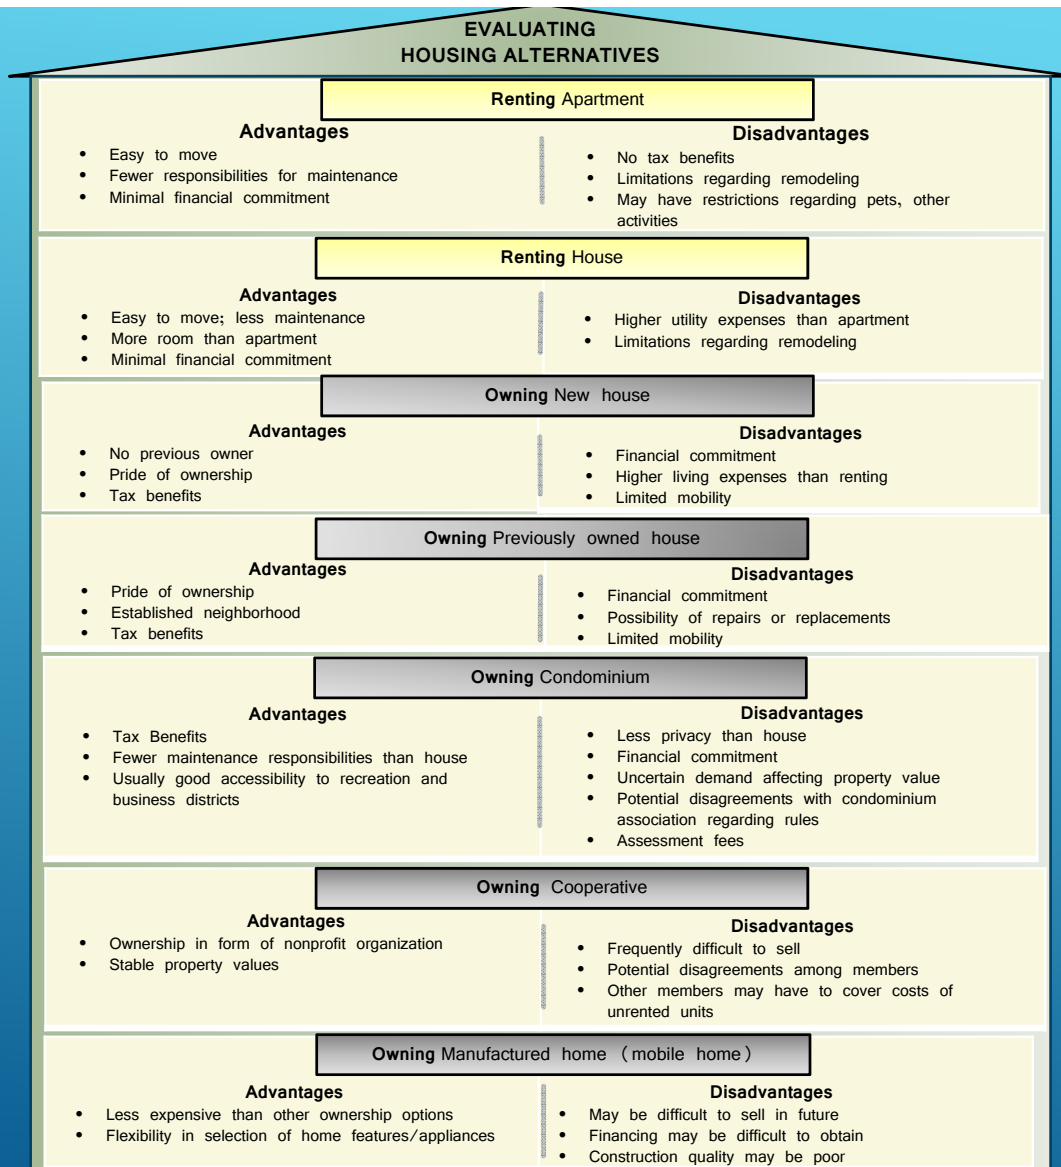 EVALUATING
HOUSING ALTERNATIVES
Renting Apartment
Advantages
• Easy to move
• Fewer responsibilities for maintenance
• Minimal financial commitment
Disadvantages
• No tax benefits
• Limitations regarding remodeling
• May have restrictions regarding pets, other
activities
Renting House
Advantages
• Easy to move; less maintenance
• More room than apartment
• Minimal financial commitment
Disadvantages
• Higher utility expenses than apartment
• Limitations regarding remodeling
Owning New house
Advantages
• No previous owner
• Pride of ownership
• Tax benefits
Disadvantages
• Financial commitment
• Higher living expenses than renting
• Limited mobility
Owning Previously owned house
Advantages
• Pride of ownership
• Established neighborhood
• Tax benefits
Disadvantages
• Financial commitment
• Possibility of repairs or replacements
• Limited mobility
Owning Condominium
Advantages
• Tax Benefits
• Fewer maintenance responsibilities than house
• Usually good accessibility to recreation and
business districts
Disadvantages
• Less privacy than house
• Financial commitment
• Uncertain demand affecting property value
• Potential disagreements with condominium
association regarding rules
• Assessment fees
Owning Cooperative
Advantages
• Ownership in form of nonprofit organization
• Stable property values
Disadvantages
• Frequently difficult to sell
• Potential disagreements among members
• Other members may have to cover costs of
unrented units
Owning Manufactured home (mobile home)
Advantages
• Less expensive than other ownership options
• Flexibility in selection of home features/appliances
Disadvantages
• May be difficult to sell in future
• Financing may be difficult to obtain
• Construction quality may be poor